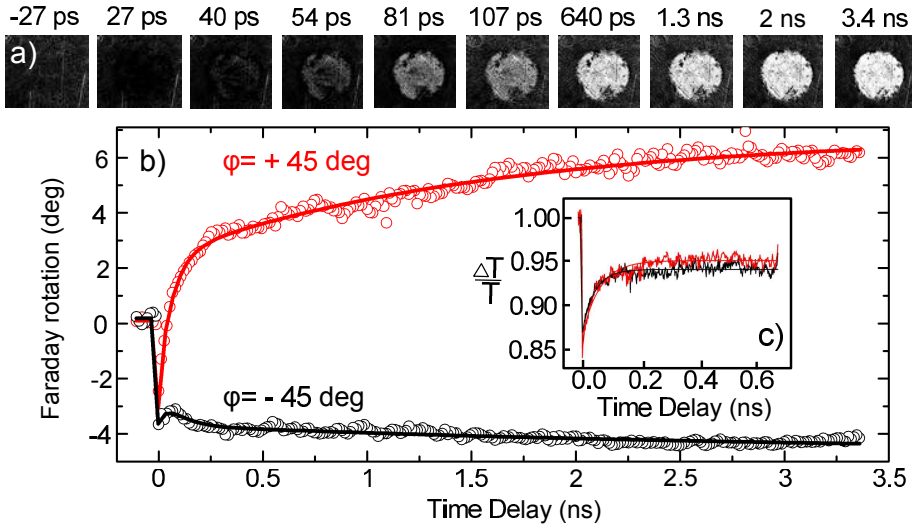 -27 ps 27 ps 40 ps 54 ps 81 ps 107 ps 640 ps 1.3 ns 2 ns 3.4 ns
a)
b)
φ= + 45 deg
φ= - 45 deg
Faraday rotation (deg)
6
4
2
0
-2
-4
0 0.5 1 1.5 2 2.5 3 3.5
Time Delay (ns)
c)
ΔT
T
1.00
0.95
0.90
0.85
0.0 0.2 0.4 0.6
Time Delay (ns)